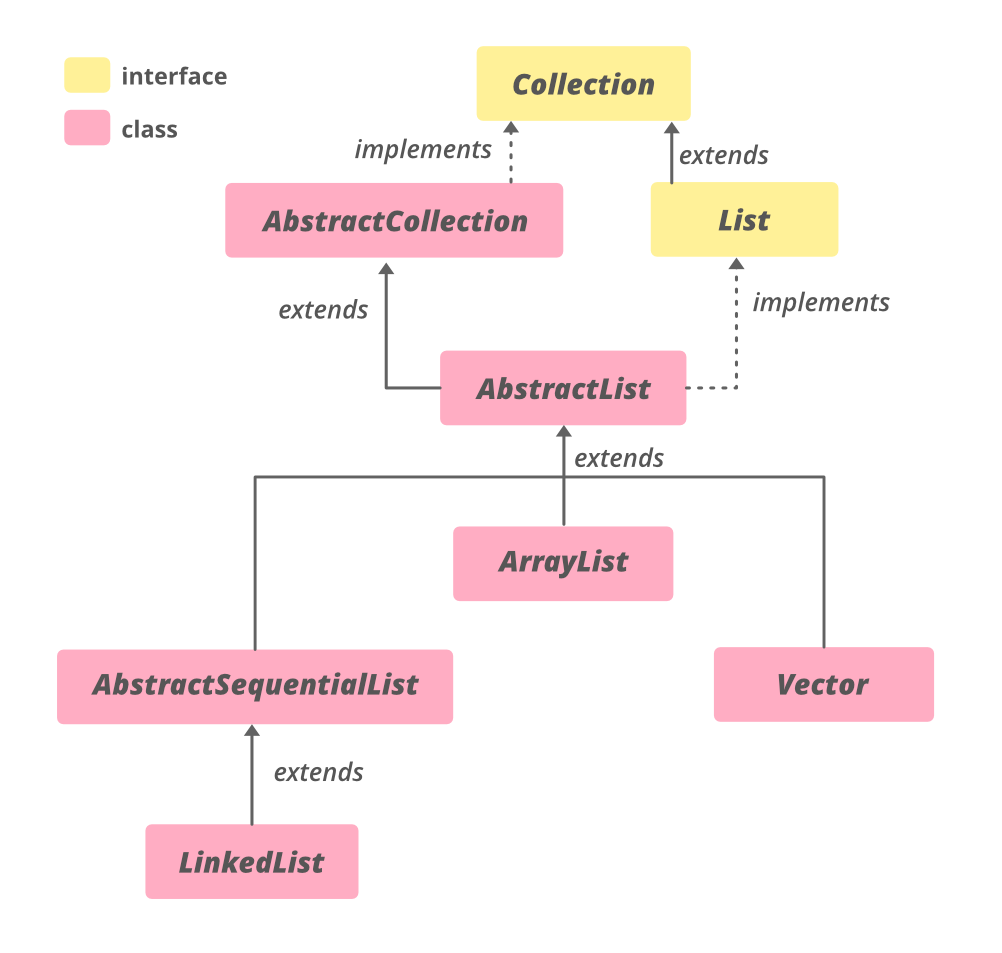 interface
class
Collection
implements
extends
AbstractCollection
List
extends
implements
AbstractList
extends
ArrayList
AbstractSequentialList
Vector
extends
LinkedList